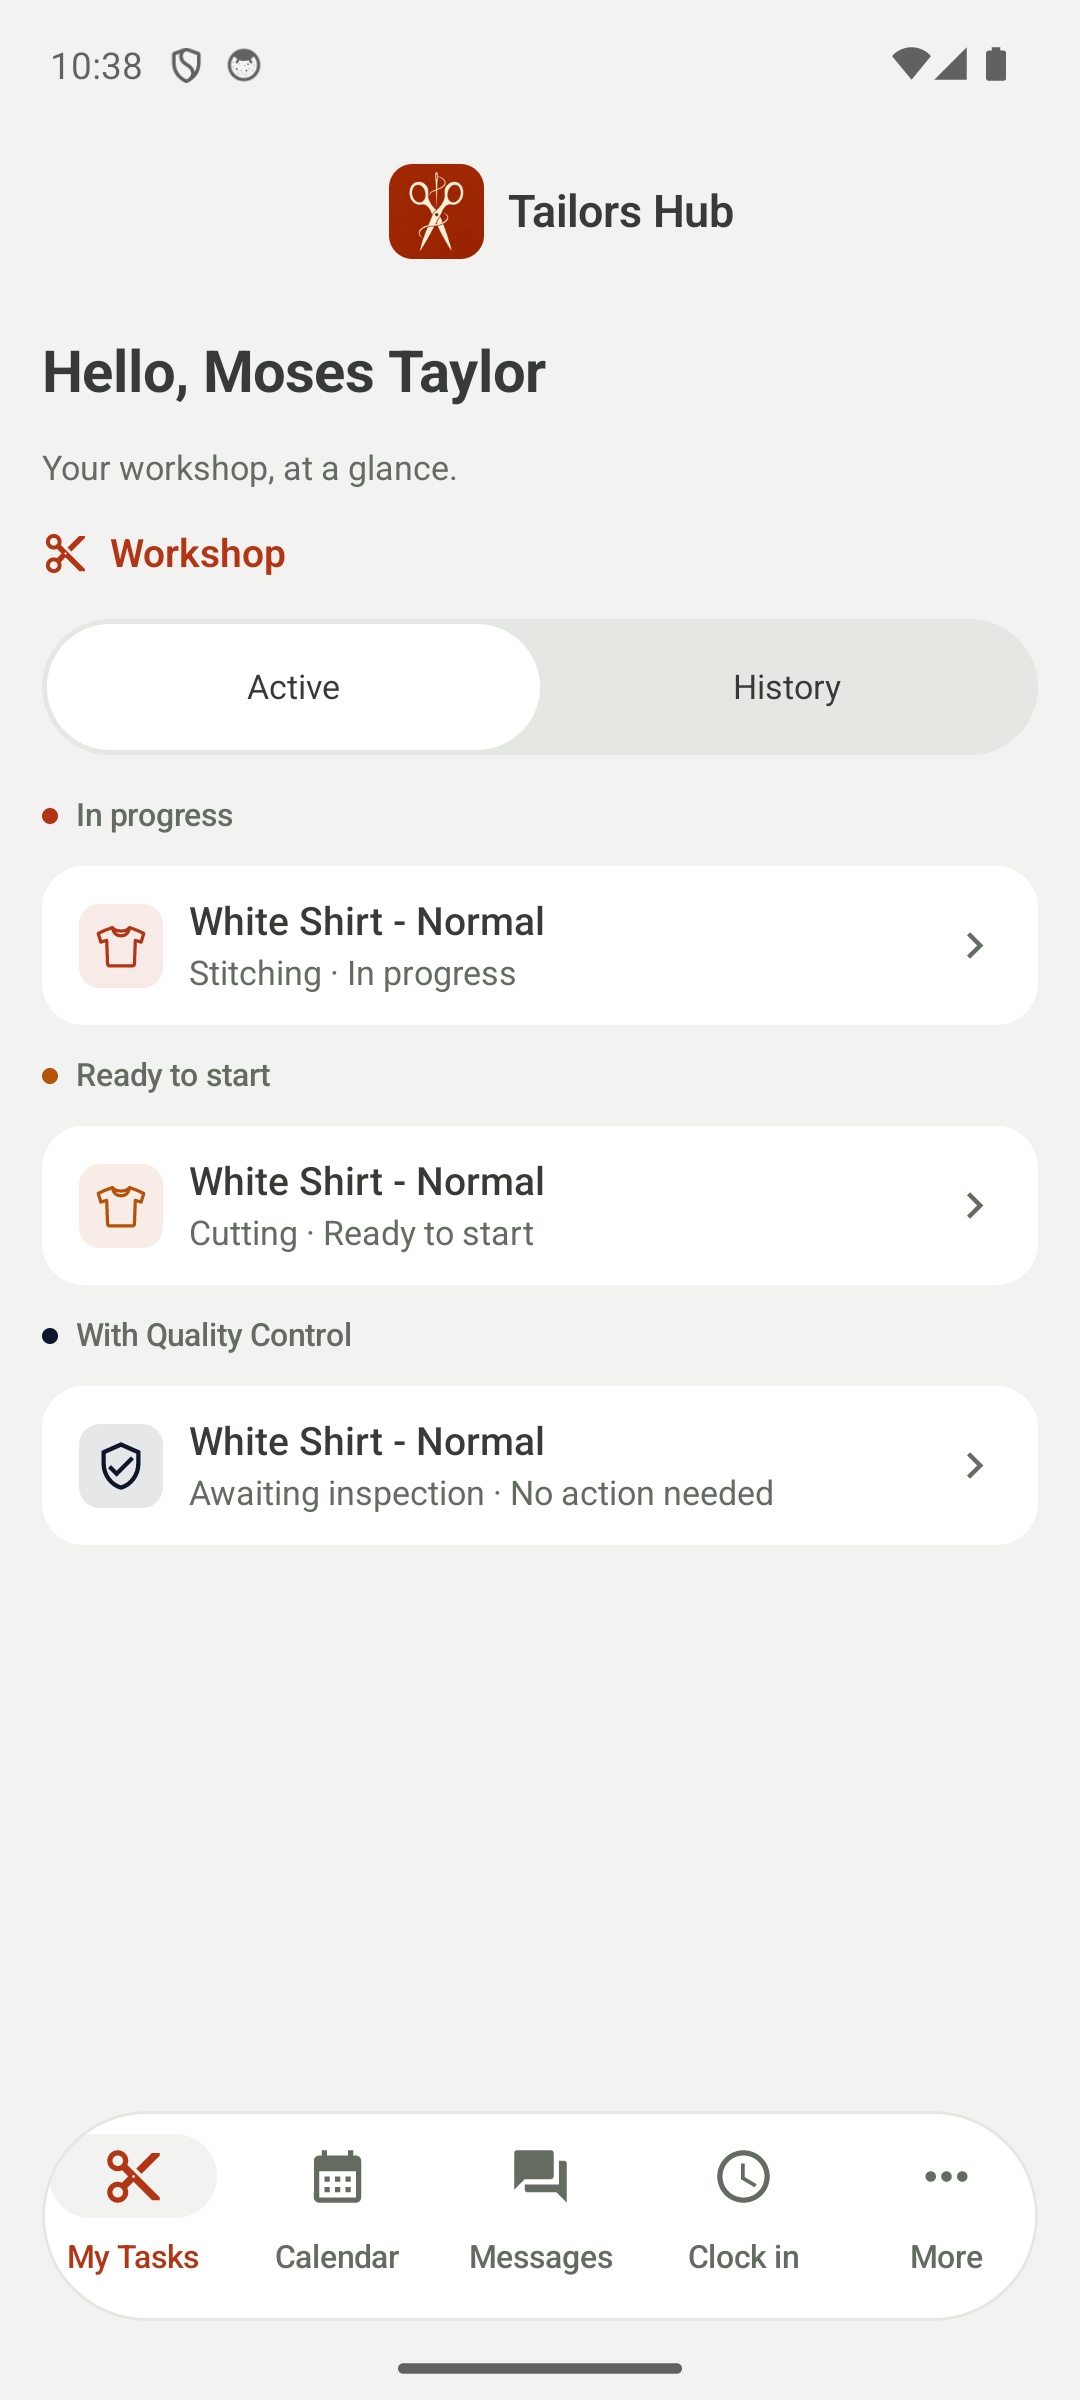 10:38
Tailors Hub
Hello, Moses Taylor
Your workshop, at a glance.
Workshop
Active
History
In progress
White Shirt - Normal
Stitching · In progress
Ready to start
White Shirt - Normal
Cutting · Ready to start
With Quality Control
White Shirt - Normal
Awaiting inspection · No action needed
My Tasks
Calendar
Messages
Clock in
More